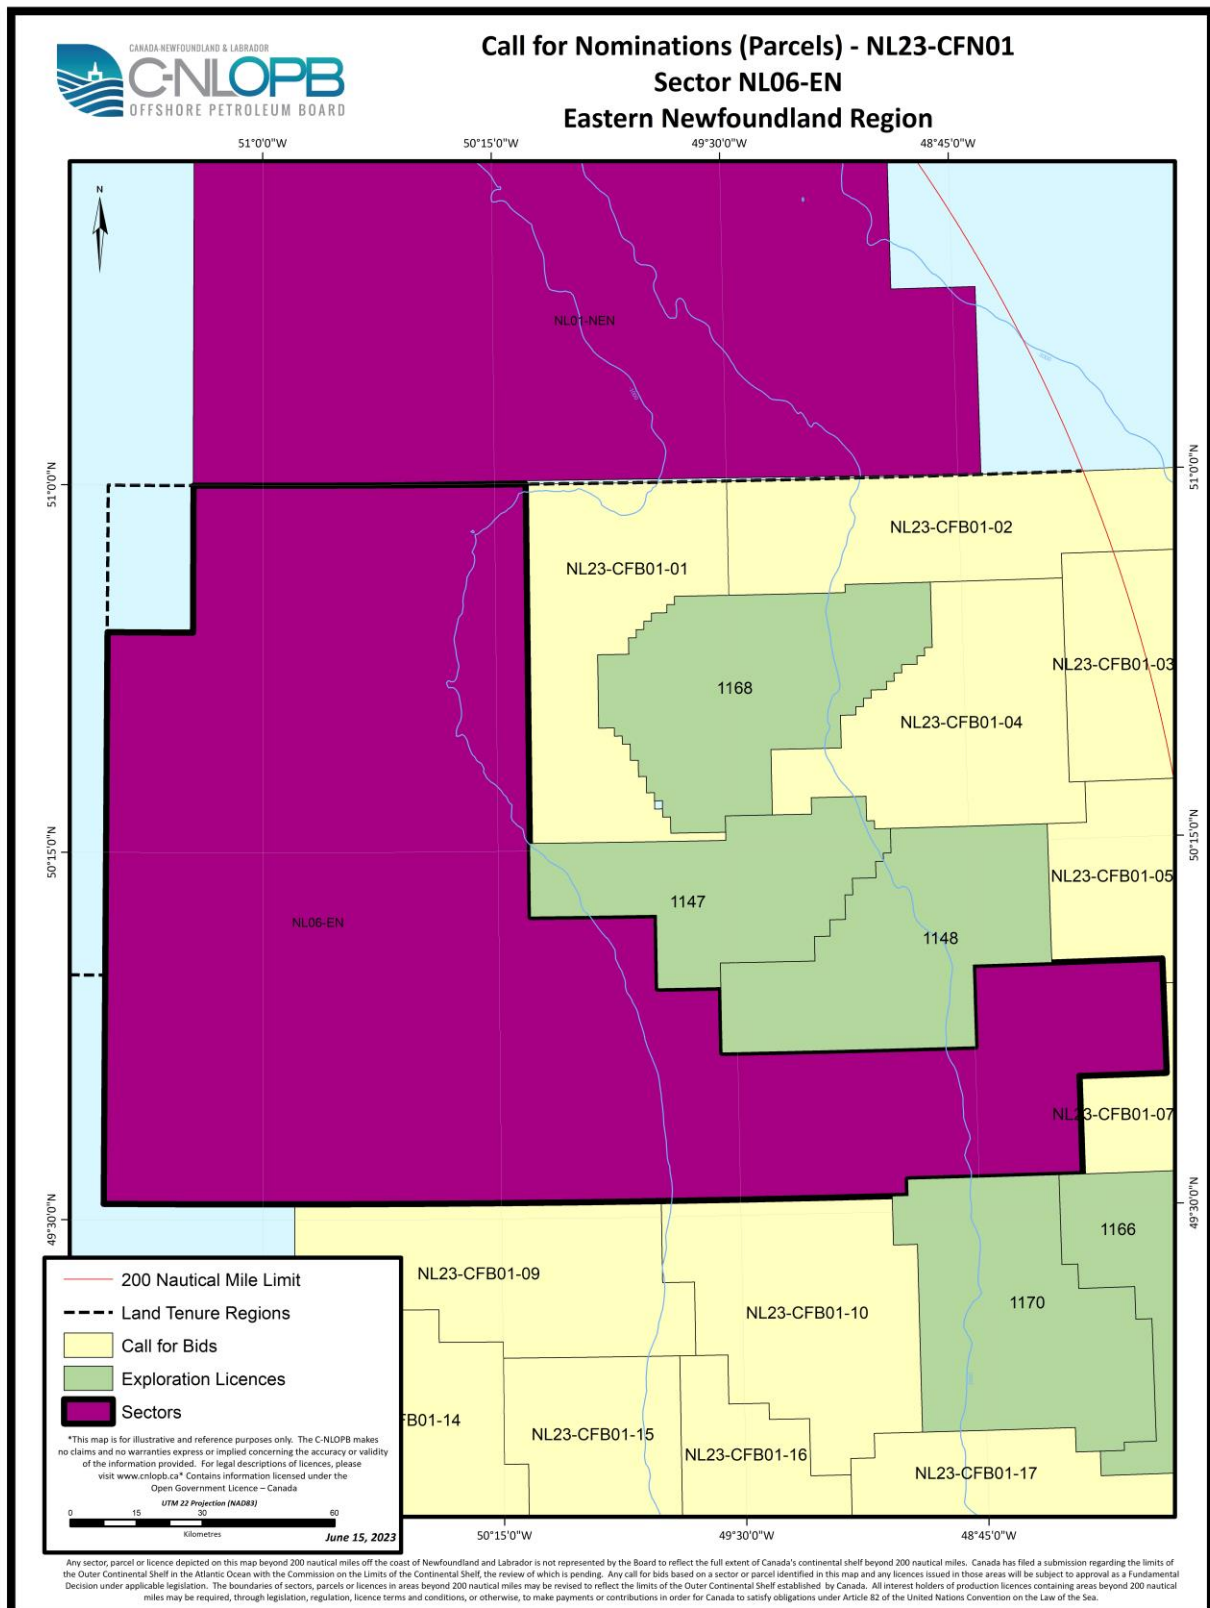 CANADA-NEWFOUNDLAND & LABRADOR
C-NLOPB
OFFSHORE PETROLEUM BOARD
Call for Nominations (Parcels) - NL23-CFN01
Sector NL06-EN
Eastern Newfoundland Region
51°0'0"W
50°15'0"W
49°30'0"W
48°45'0"W
N
NL01-NEN
1000
3000
51°0'0"N
51°0'0"N
NL23-CFB01-02
NL23-CFB01-01
NL23-CFB01-03
1168
NL23-CFB01-04
50°15'0"N
50°15'0"N
NL23-CFB01-05
1147
NL06-EN
1148
NL23-CFB01-07
49°30'0"N
49°30'0"N
1166
NL23-CFB01-09
1170
NL23-CFB01-10
FB01-14
NL23-CFB01-15
NL23-CFB01-16
NL23-CFB01-17
200 Nautical Mile Limit
Land Tenure Regions
Call for Bids
Exploration Licences
Sectors
*This map is for illustrative and reference purposes only. The C-NLOPB makes
no claims and no warranties express or implied concerning the accuracy or validity
of the information provided. For legal descriptions of licences, please
visit www.cnlopb.ca* Contains information licensed under the
Open Government Licence – Canada
UTM 22 Projection (NAD83)
0 15 30 60
Kilometres
June 15, 2023
50°15'0"W
49°30'0"W
48°45'0"W
Any sector, parcel or licence depicted on this map beyond 200 nautical miles off the coast of Newfoundland and Labrador is not represented by the Board to reflect the full extent of Canada's continental shelf beyond 200 nautical miles. Canada has filed a submission regarding the limits of
the Outer Continental Shelf in the Atlantic Ocean with the Commission on the Limits of the Continental Shelf, the review of which is pending. Any call for bids based on a sector or parcel identified in this map and any licences issued in those areas will be subject to approval as a Fundamental
Decision under applicable legislation. The boundaries of sectors, parcels or licences in areas beyond 200 nautical miles may be revised to reflect the limits of the Outer Continental Shelf established by Canada. All interest holders of production licences containing areas beyond 200 nautical
miles may be required, through legislation, regulation, licence terms and conditions, or otherwise, to make payments or contributions in order for Canada to satisfy obligations under Article 82 of the United Nations Convention on the Law of the Sea.